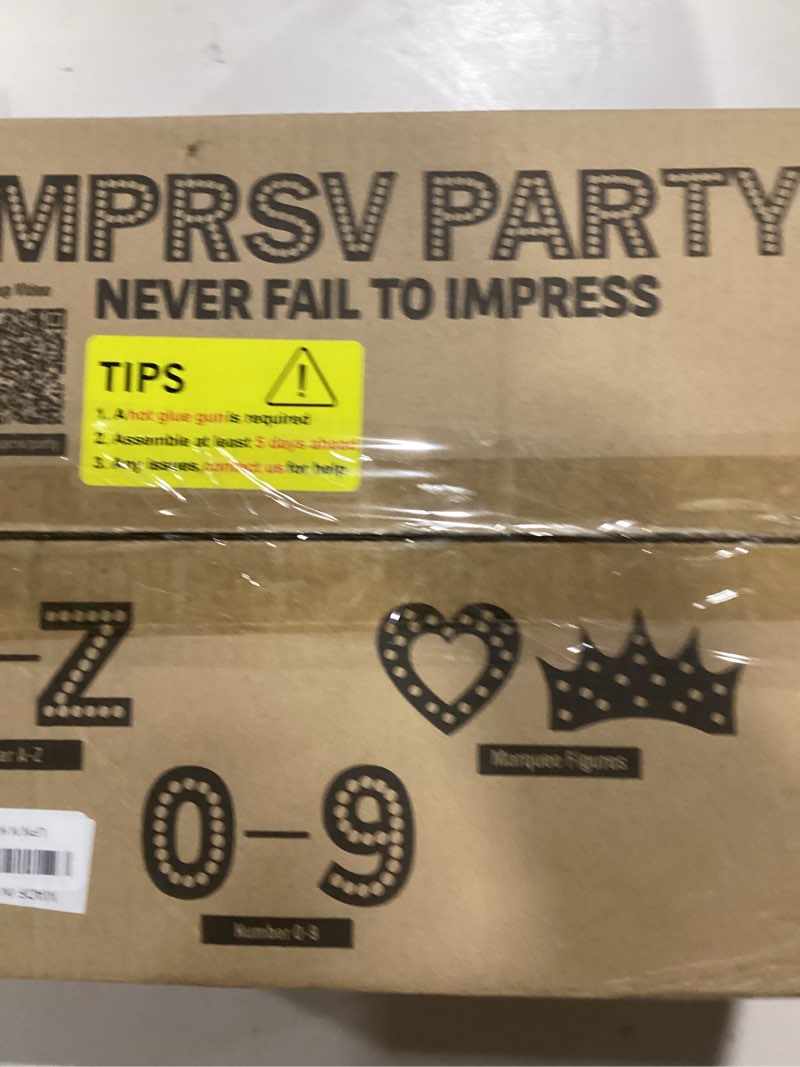 MPRSV PARTY
NEVER FAIL TO IMPRESS
TIPS
1. A hot glue gun is required
2. Assemble at least 5 days ahead
3. Any issues, contact us for help
-Z
A-Z
Marquee Figures
0-9
Number 0-9